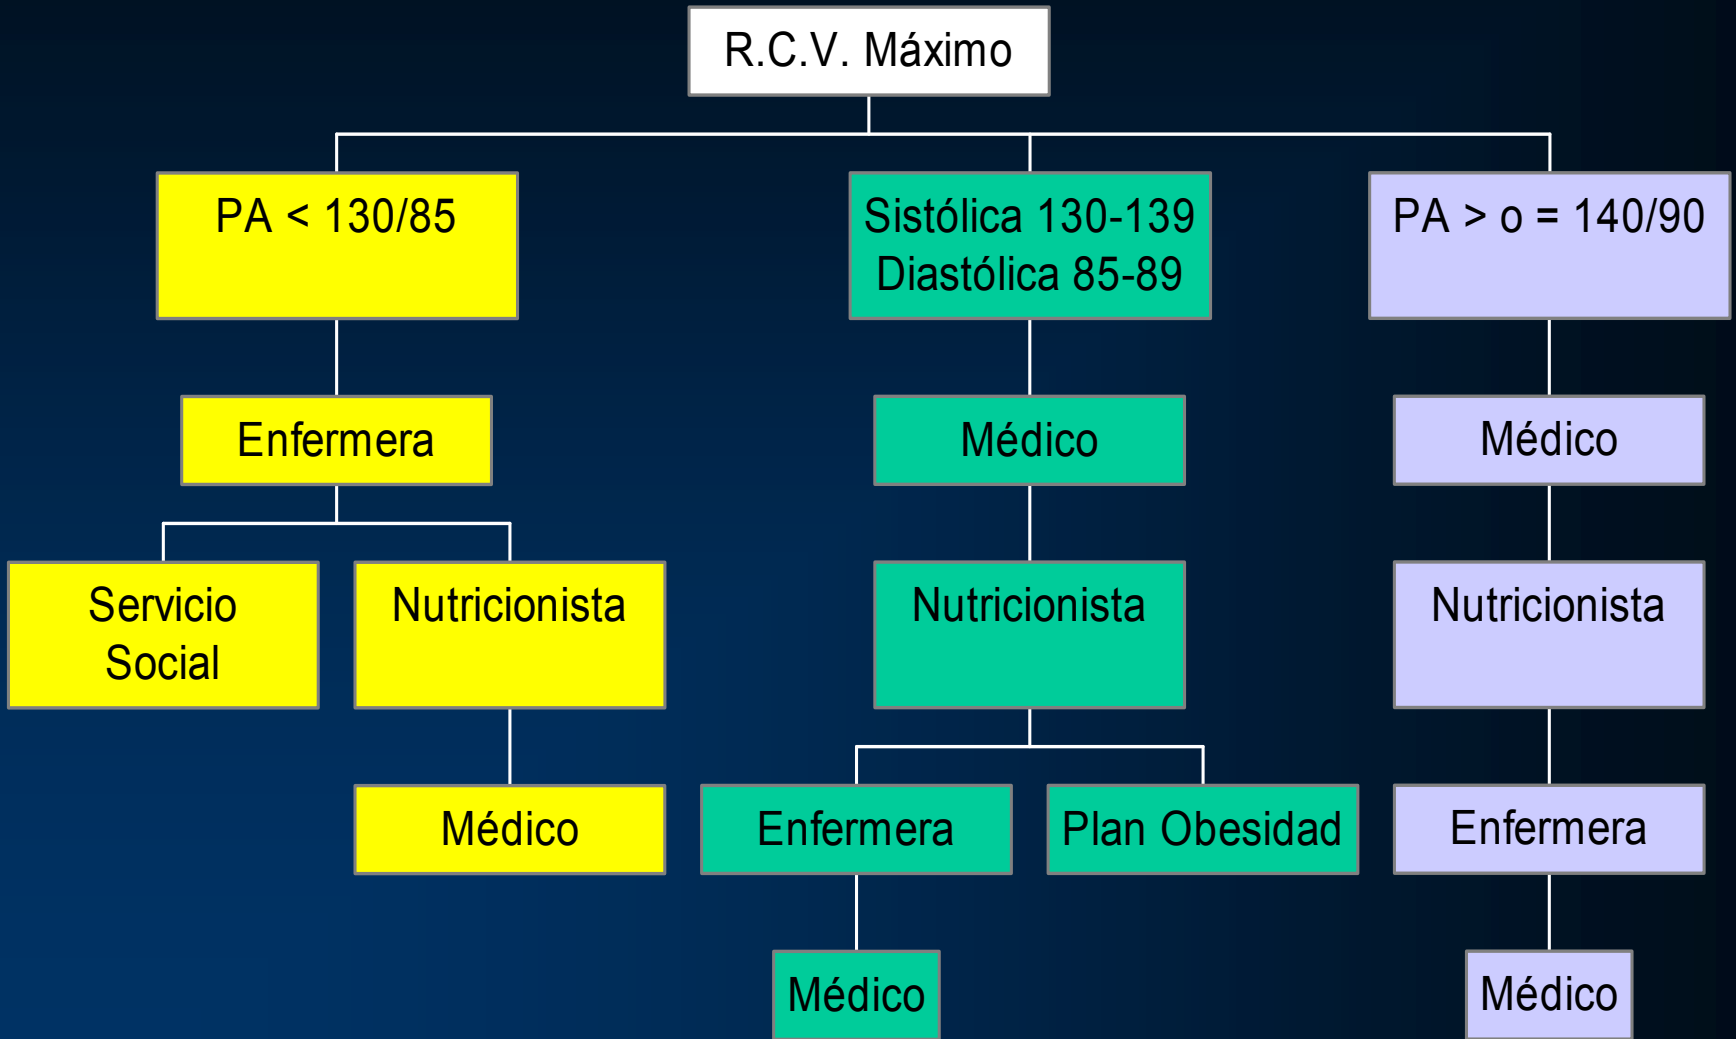 R.C.V. Máximo
PA < 130/85
Sistólica 130-139
Diastólica 85-89
PA > o = 140/90
Enfermera
Médico
Médico
Servicio
Social
Nutricionista
Nutricionista
Nutricionista
Médico
Enfermera
Plan Obesidad
Enfermera
Médico
Médico